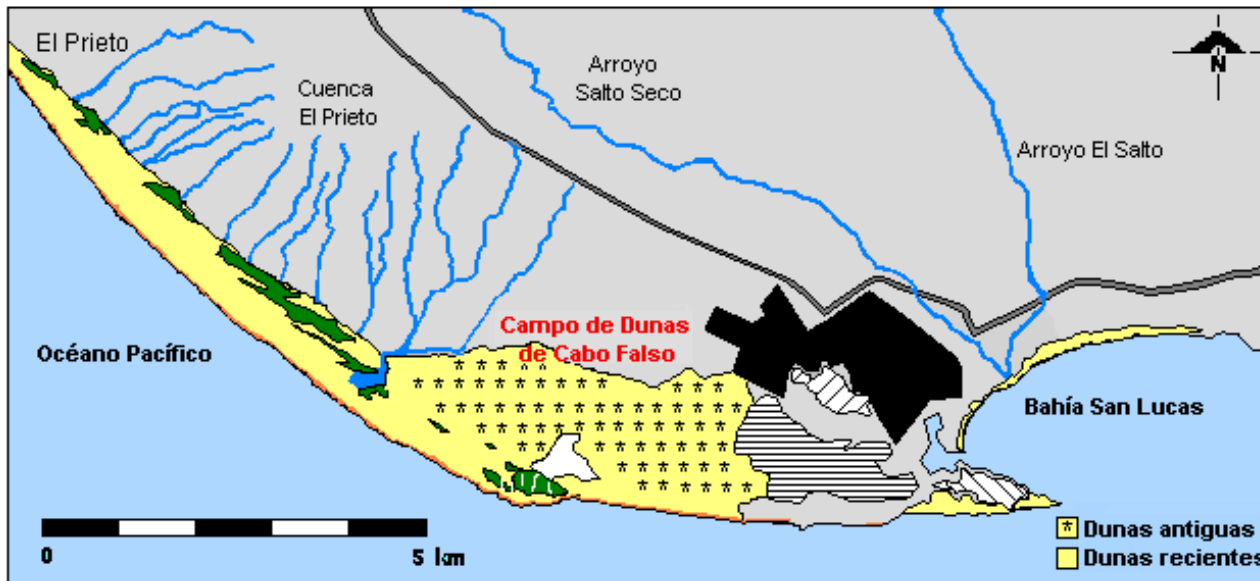 El Prieto
Cuenca
El Prieto
Arroyo
Salto Seco
N
Arroyo El Salto
Océano Pacífico
Campo de Dunas
de Cabo Falso
Bahía San Lucas
0 5 km
* Dunas antiguas
Dunas recientes